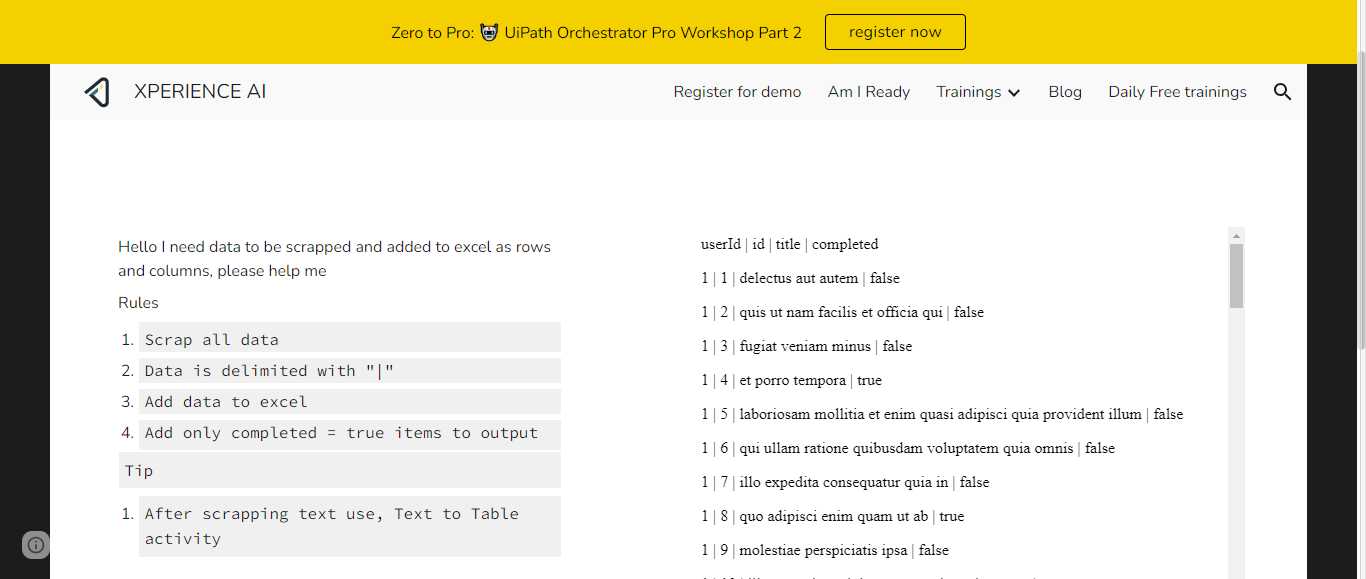 Zero to Pro: UiPath Orchestrator Pro Workshop Part 2
register now
XPERIENCE AI
Register for demo
Am I Ready
Trainings
Blog
Daily Free trainings
Hello I need data to be scrapped and added to excel as rows
and columns, please help me
Rules
1. Scrap all data
2. Data is delimited with "|"
3. Add data to excel
4. Add only completed = true items to output
Tip
1. After scrapping text use, Text to Table
activity
userId | id | title | completed
1 | 1 | delectus aut autem | false
1 | 2 | quis ut nam facilis et officia qui | false
1 | 3 | fugiat veniam minus | false
1 | 4 | et porro tempora | true
1 | 5 | laboriosam mollitia et enim quasi adipisci quia provident illum | false
1 | 6 | qui ullam ratione quibusdam voluptatem quia omnis | false
1 | 7 | illo expedita consequatur quia in | false
1 | 8 | quo adipisci enim quam ut ab | true
1 | 9 | molestiae perspiciatis ipsa | false